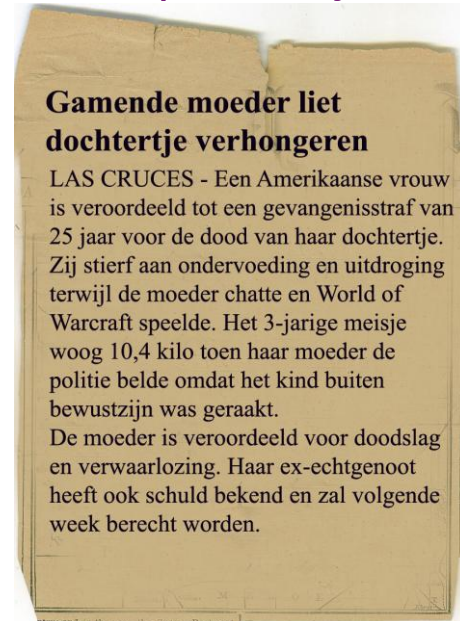 Gamende moeder liet
dochtertje verhongeren
LAS CRUCES - Een Amerikaanse vrouw
is veroordeeld tot een gevangenisstraf van
25 jaar voor de dood van haar dochtertje.
Zij stierf aan ondervoeding en uitdroging
terwijl de moeder chatte en World of
Warcraft speelde. Het 3-jarige meisje
woog 10,4 kilo toen haar moeder de
politie belde omdat het kind buiten
bewustzijn was geraakt.
De moeder is veroordeeld voor doodslag
en verwaarlozing. Haar ex-echtgenoot
heeft ook schuld bekend en zal volgende
week berecht worden.